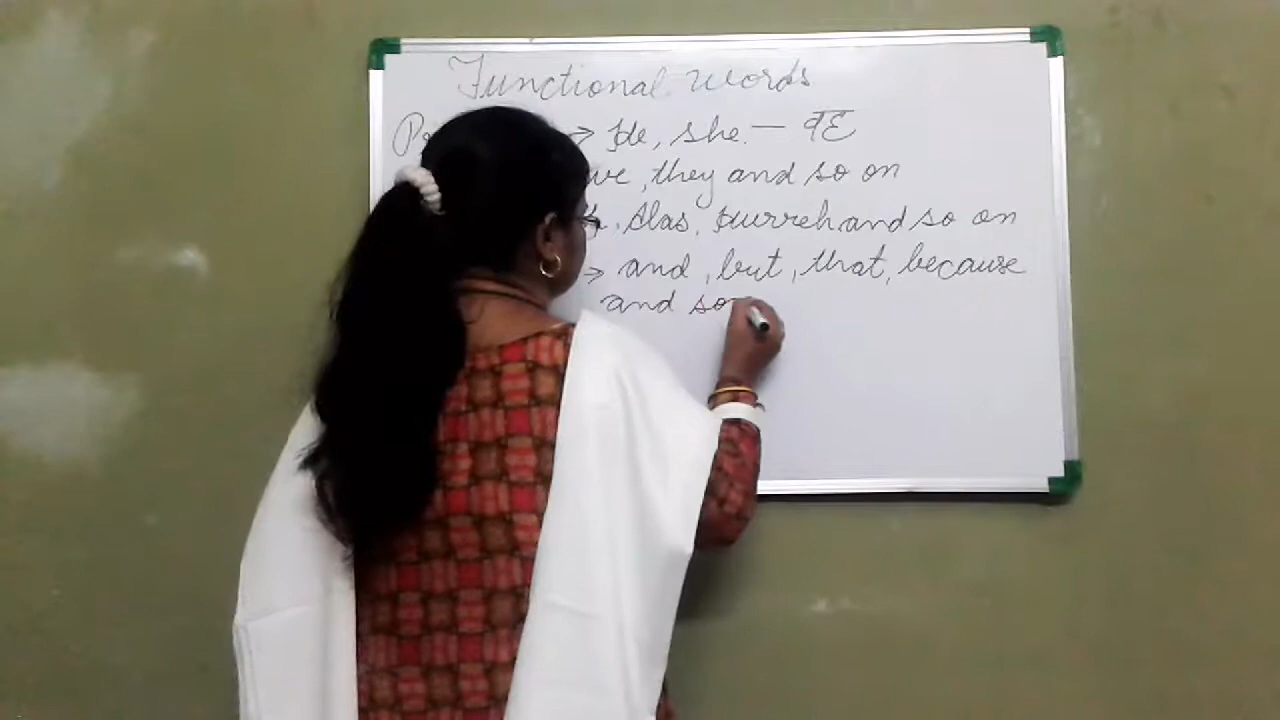 Functional words
→ He, she. — वह
we, they and so on
Alas, Hurreh and so on
→ and, but, that, because
and so